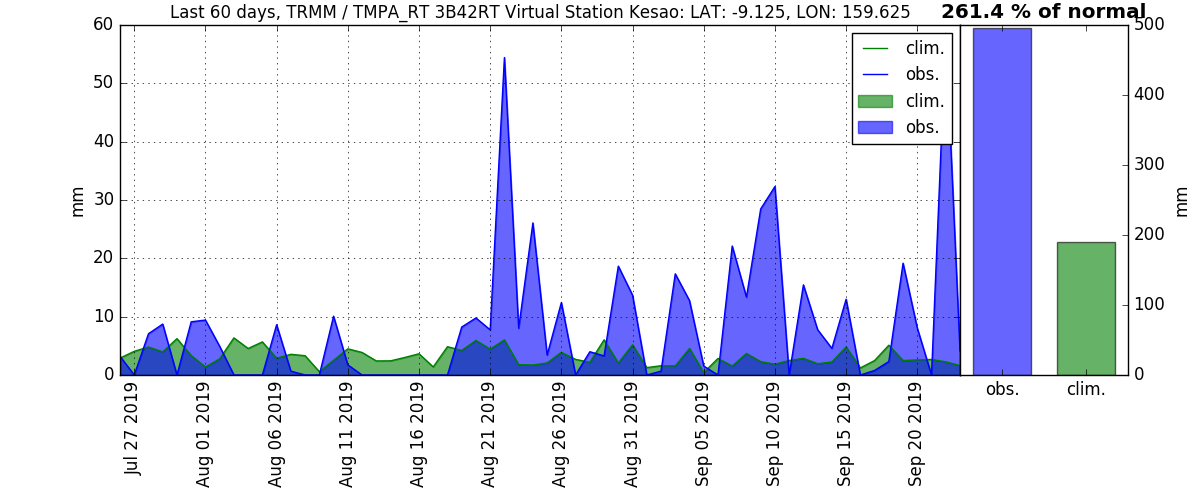 Last 60 days, TRMM / TMPA_RT 3B42RT Virtual Station Kesao: LAT: -9.125, LON: 159.625
261.4 % of normal
60
50
40
30
20
10
0
mm
clim.
obs.
clim.
obs.
500
400
300
200
100
0
mm
obs.
clim.
Jul 27 2019
Aug 01 2019
Aug 06 2019
Aug 11 2019
Aug 16 2019
Aug 21 2019
Aug 26 2019
Aug 31 2019
Sep 05 2019
Sep 10 2019
Sep 15 2019
Sep 20 2019